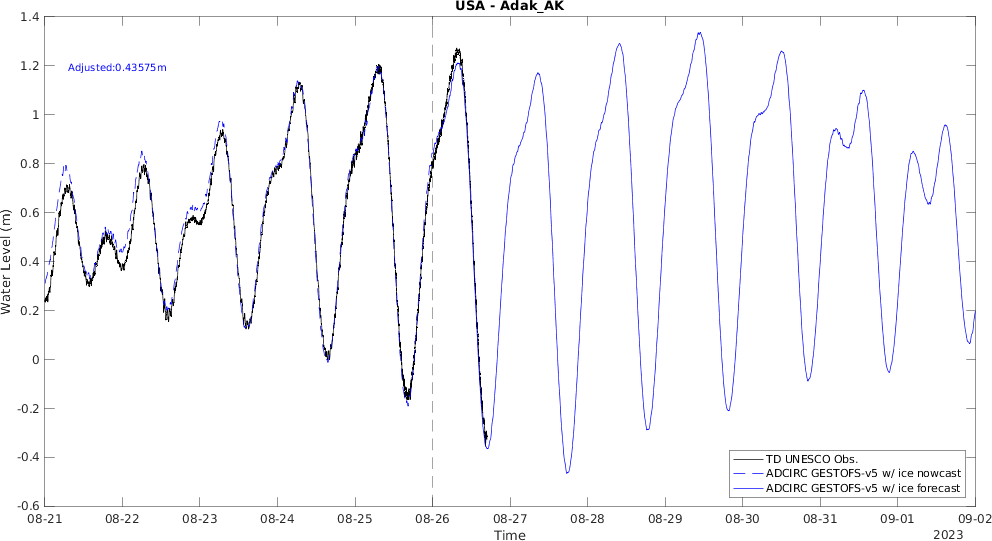 USA - Adak_AK
1.4
1.2
1
0.8
0.6
0.4
0.2
0
-0.2
-0.4
-0.6
Water Level (m)
Adjusted:0.43575m
TD UNESCO Obs.
ADCIRC GESTOFS-v5 w/ ice nowcast
ADCIRC GESTOFS-v5 w/ ice forecast
08-21 08-22 08-23 08-24 08-25 08-26 08-27 08-28 08-29 08-30 08-31 09-01 09-02
Time
2023